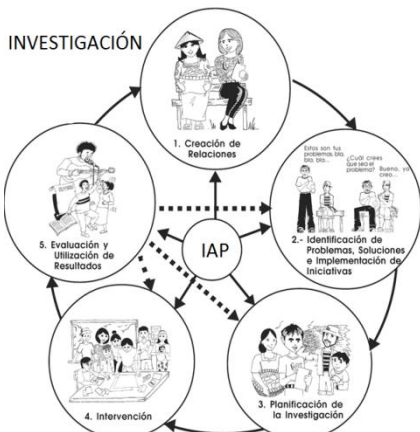 INVESTIGACIÓN
1. Creación de
Relaciones
Estos son tus
problemas, bla,
bla, bla...
¿Cuál crees
que sea el
problema?
Bueno, yo
creo...
2.- Identificación de
Problemas, Soluciones
e Implementación de
Iniciativas
3. Planificación de
la Investigación
4. Intervención
5. Evaluación y
Utilización de
Resultados
IAP